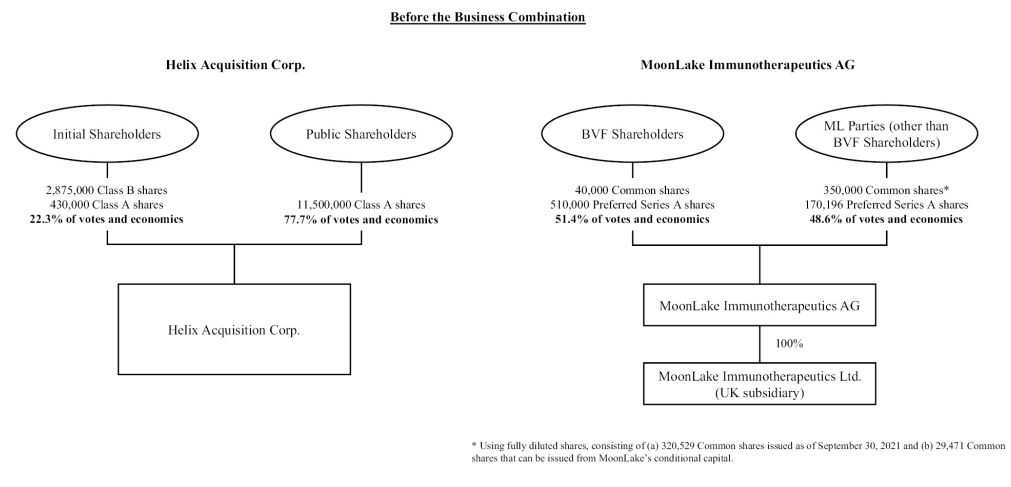 Before the Business Combination
Helix Acquisition Corp.
MoonLake Immunotherapeutics AG
Initial Shareholders
Public Shareholders
BVF Shareholders
ML Parties (other than
BVF Shareholders)
2,875,000 Class B shares
430,000 Class A shares
22.3% of votes and economics
11,500,000 Class A shares
77.7% of votes and economics
40,000 Common shares
510,000 Preferred Series A shares
51.4% of votes and economics
350,000 Common shares*
170,196 Preferred Series A shares
48.6% of votes and economics
Helix Acquisition Corp.
MoonLake Immunotherapeutics AG
100%
MoonLake Immunotherapeutics Ltd.
(UK subsidiary)
* Using fully diluted shares, consisting of (a) 320,529 Common shares issued as of September 30, 2021 and (b) 29,471 Common
shares that can be issued from MoonLake's conditional capital.